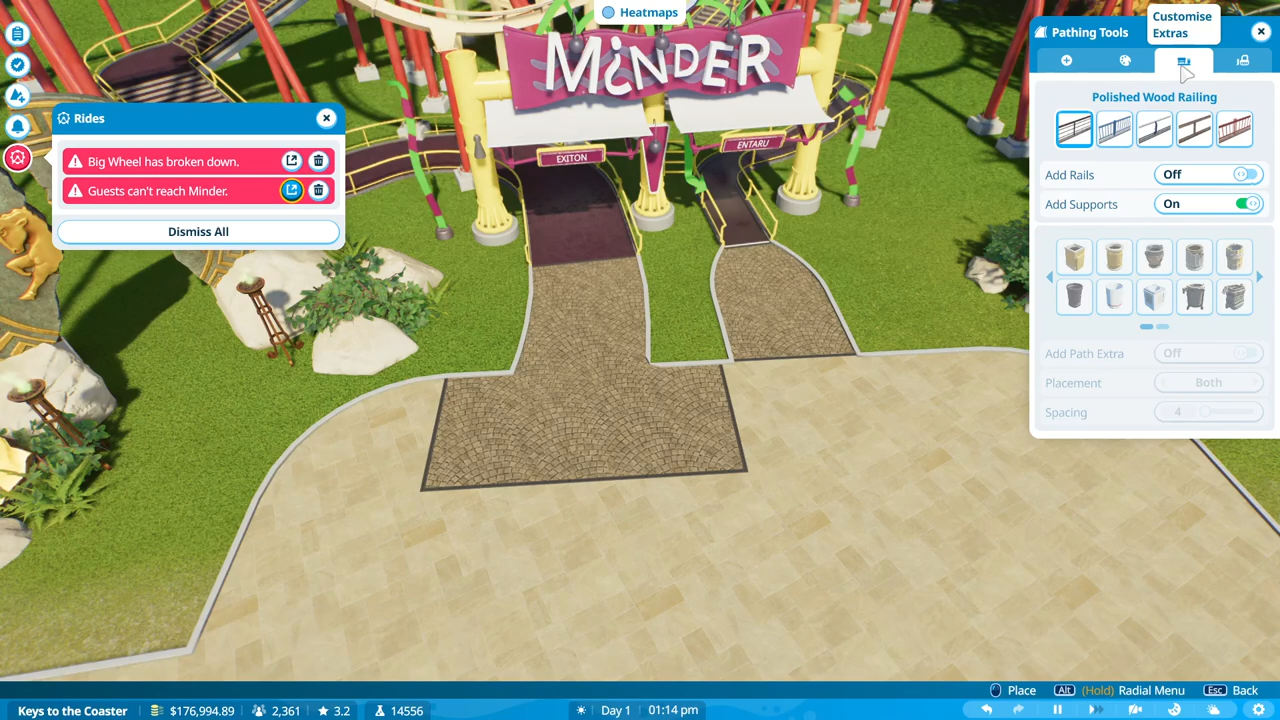 Heatmaps
Customise
Extras
Pathing Tools
Polished Wood Railing
Add Rails
Off
Add Supports
On
Add Path Extra
Off
Placement
Both
Spacing
4
Rides
Big Wheel has broken down.
Guests can't reach Minder.
Dismiss All
MiNDER
EXITON
ENTARU
Place
Alt
(Hold)
Radial Menu
Esc
Back
Keys to the Coaster
$176,994.89
2,361
3.2
14556
Day 1
01:14 pm